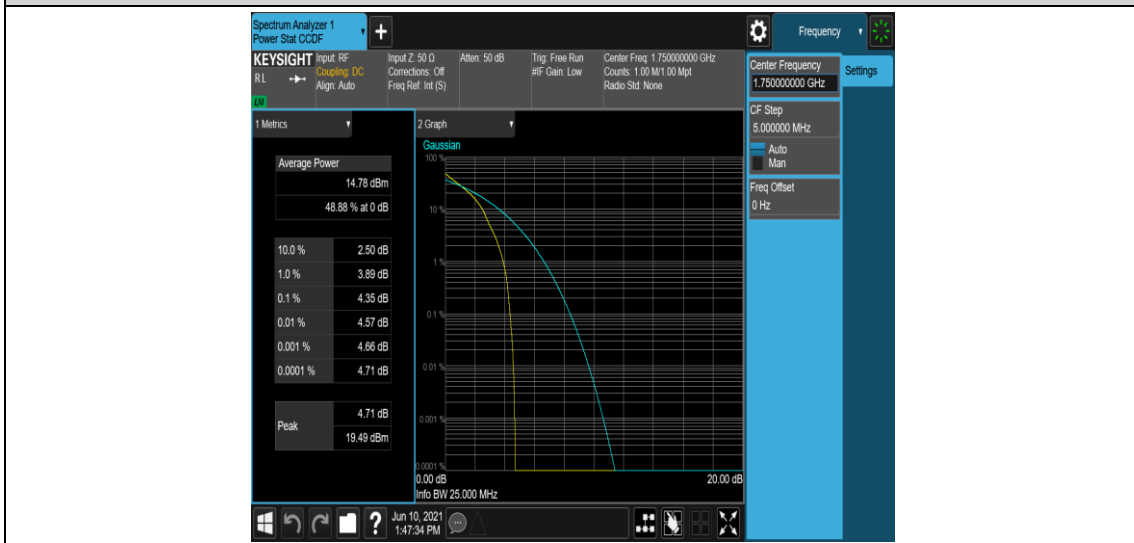 Spectrum Analyzer 1
Power Stat CCDF
+
Frequency
KEYSIGHT
RL
LXI
Input: RF
Coupling: DC
Align: Auto
Input Z: 50 Ω
Corrections: Off
Freq Ref: Int (S)
Atten: 50 dB
Trig: Free Run
#IF Gain: Low
Center Freq: 1.750000000 GHz
Counts: 1.00 M/1.00 Mpt
Radio Std: None
Center Frequency
1.750000000 GHz
Settings
CF Step
5.000000 MHz
Auto
Man
Freq Offset
0 Hz
1 Metrics
Average Power
14.78 dBm
48.88 % at 0 dB
10.0 % 2.50 dB
1.0 % 3.89 dB
0.1 % 4.35 dB
0.01 % 4.57 dB
0.001 % 4.66 dB
0.0001 % 4.71 dB
Peak
4.71 dB
19.49 dBm
2 Graph
Gaussian
100 %
10 %
1 %
0.1 %
0.01 %
0.001 %
0.0001 %
0.00 dB 20.00 dB
Info BW 25.000 MHz
?
Jun 10, 2021
1:47:34 PM